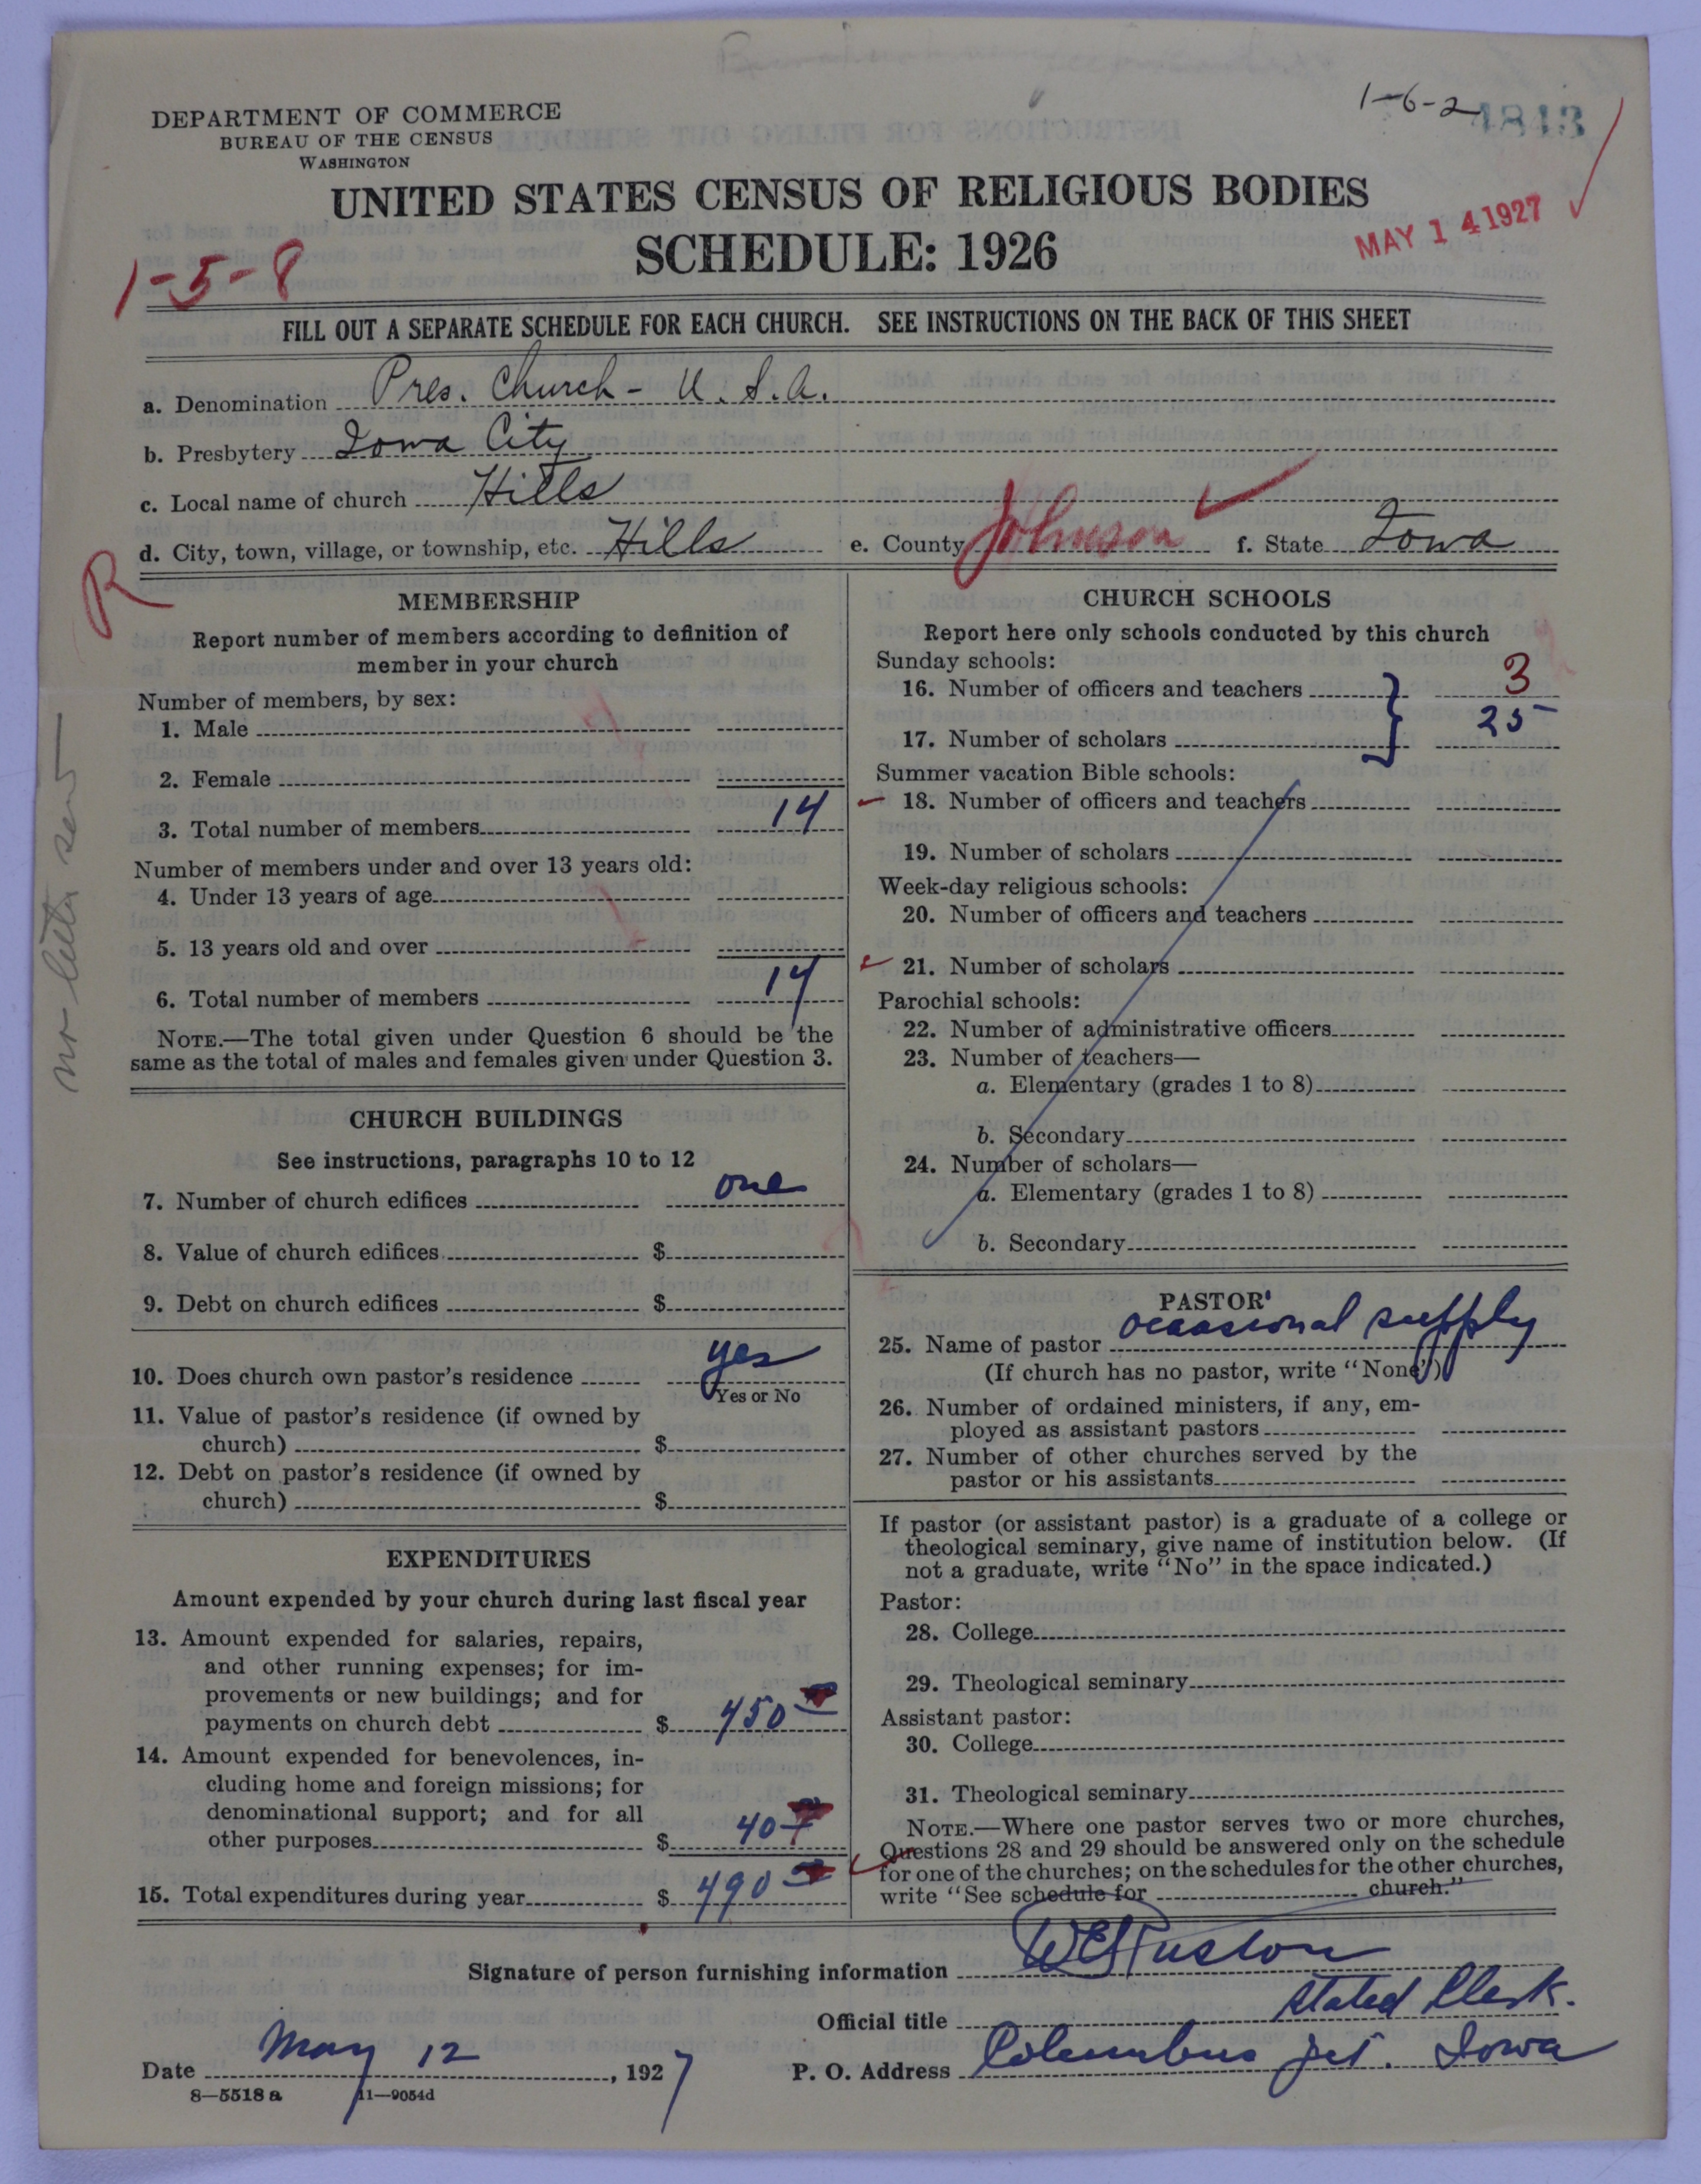 1-6-2
4843
DEPARTMENT OF COMMERCE
BUREAU OF THE CENSUS
WASHINGTON
UNITED STATES CENSUS OF RELIGIOUS BODIES
SCHEDULE: 1926
MAY 14 1927
1-5-8
FILL OUT A SEPARATE SCHEDULE FOR EACH CHURCH. SEE INSTRUCTIONS ON THE BACK OF THIS SHEET
a. Denomination Pres. Church - U.S.A.
b. Presbytery Iowa City
c. Local name of church Hills
d. City, town, village, or township, etc. Hills e. County Johnson f. State Iowa
R
no letter sent
MEMBERSHIP
Report number of members according to definition of
member in your church
Number of members, by sex:
1. Male
2. Female
3. Total number of members 14
Number of members under and over 13 years old:
4. Under 13 years of age
5. 13 years old and over
6. Total number of members 14
NOTE.—The total given under Question 6 should be the
same as the total of males and females given under Question 3.
CHURCH BUILDINGS
See instructions, paragraphs 10 to 12
7. Number of church edifices one
8. Value of church edifices $
9. Debt on church edifices $
10. Does church own pastor's residence yes
Yes or No
11. Value of pastor's residence (if owned by
church) $
12. Debt on pastor's residence (if owned by
church) $
EXPENDITURES
Amount expended by your church during last fiscal year
13. Amount expended for salaries, repairs,
and other running expenses; for im-
provements or new buildings; and for
payments on church debt $ 450
14. Amount expended for benevolences, in-
cluding home and foreign missions; for
denominational support; and for all
other purposes $ 40
15. Total expenditures during year $ 490
CHURCH SCHOOLS
Report here only schools conducted by this church
Sunday schools:
16. Number of officers and teachers 3
17. Number of scholars 25
Summer vacation Bible schools:
18. Number of officers and teachers
19. Number of scholars
Week-day religious schools:
20. Number of officers and teachers
21. Number of scholars
Parochial schools:
22. Number of administrative officers
23. Number of teachers—
a. Elementary (grades 1 to 8)
b. Secondary
24. Number of scholars—
a. Elementary (grades 1 to 8)
b. Secondary
PASTOR
25. Name of pastor occasional supply
(If church has no pastor, write "None")
26. Number of ordained ministers, if any, em-
ployed as assistant pastors
27. Number of other churches served by the
pastor or his assistants
If pastor (or assistant pastor) is a graduate of a college or
theological seminary, give name of institution below. (If
not a graduate, write "No" in the space indicated.)
Pastor:
28. College
29. Theological seminary
Assistant pastor:
30. College
31. Theological seminary
NOTE.—Where one pastor serves two or more churches,
Questions 28 and 29 should be answered only on the schedule
for one of the churches; on the schedules for the other churches,
write "See schedule for church."
Signature of person furnishing information
Official title Stated Clerk.
Date May 12, 1927 P. O. Address Columbus Jct. Iowa
8—5518 a 11—9054d